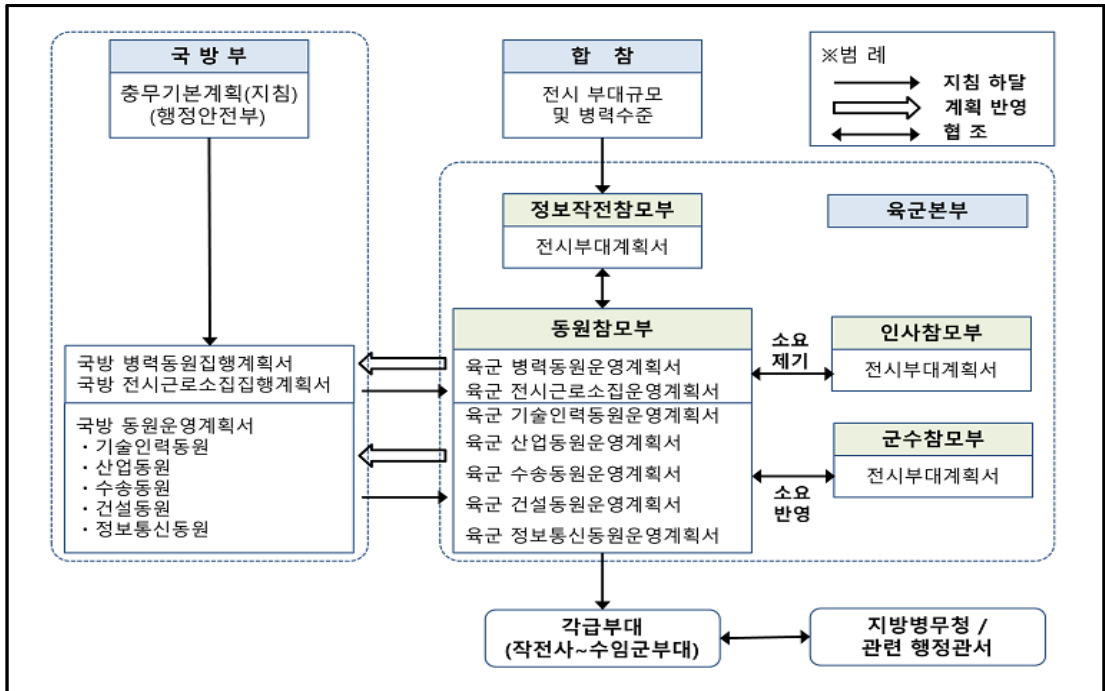 국 방 부
충무기본계획(지침)
(행정안전부)
합 참
전시 부대규모
및 병력수준
※범 례
지침 하달
계획 반영
협 조
정보작전참모부
전시부대계획서
육군본부
국방 병력동원집행계획서
국방 전시근로소집집행계획서
국방 동원운영계획서
· 기술인력동원
· 산업동원
· 수송동원
· 건설동원
· 정보통신동원
동원참모부
육군 병력동원운영계획서
육군 전시근로소집운영계획서
육군 기술인력동원운영계획서
육군 산업동원운영계획서
육군 수송동원운영계획서
육군 건설동원운영계획서
육군 정보통신동원운영계획서
소요
제기
인사참모부
전시부대계획서
소요
반영
군수참모부
전시부대계획서
각급부대
(작전사~수임군부대)
지방병무청 /
관련 행정관서